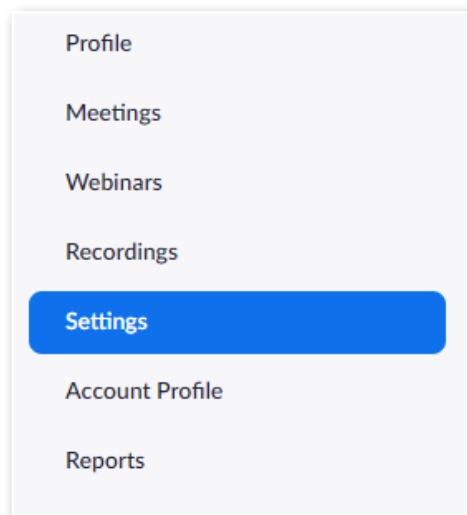 Profile
Meetings
Webinars
Recordings
Settings
Account Profile
Reports